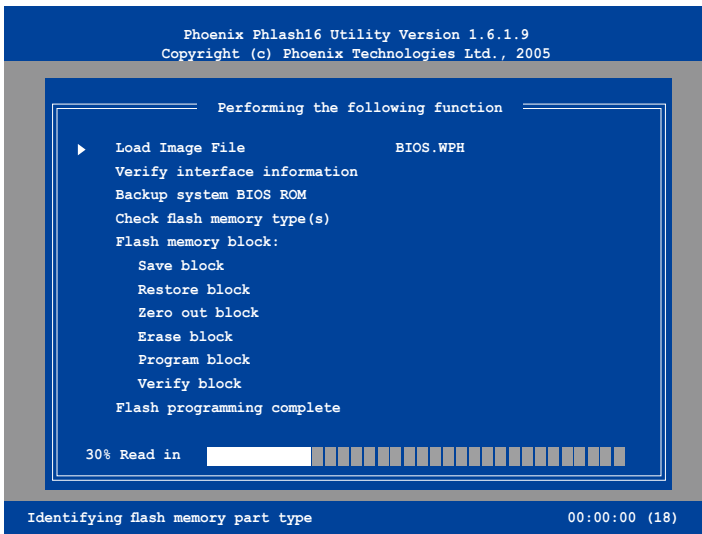 Phoenix Phlash16 Utility Version 1.6.1.9
Copyright (c) Phoenix Technologies Ltd., 2005
Performing the following function
Load Image File BIOS.WPH
Verify interface information
Backup system BIOS ROM
Check flash memory type(s)
Flash memory block:
Save block
Restore block
Zero out block
Erase block
Program block
Verify block
Flash programming complete
30% Read in
Identifying flash memory part type 00:00:00 (18)